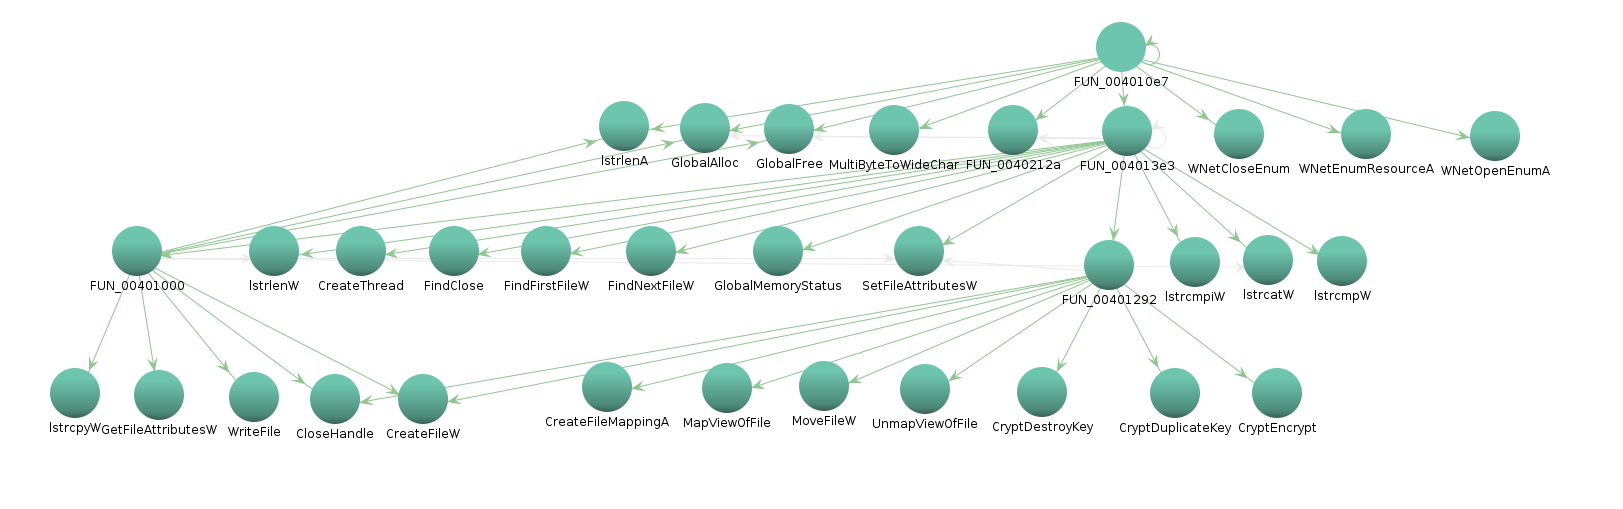 FUN_004010e7
lstrlenA
GlobalAlloc
GlobalFree
MultiByteToWideChar
FUN_0040212a
FUN_004013e3
WNetCloseEnum
WNetEnumResourceA
WNetOpenEnumA
FUN_00401000
lstrlenW
CreateThread
FindClose
FindFirstFileW
FindNextFileW
GlobalMemoryStatus
SetFileAttributesW
FUN_00401292
lstrcmpiW
lstrcatW
lstrcmpW
lstrcpyW
GetFileAttributesW
WriteFile
CloseHandle
CreateFileW
CreateFileMappingA
MapViewOfFile
MoveFileW
UnmapViewOfFile
CryptDestroyKey
CryptDuplicateKey
CryptEncrypt